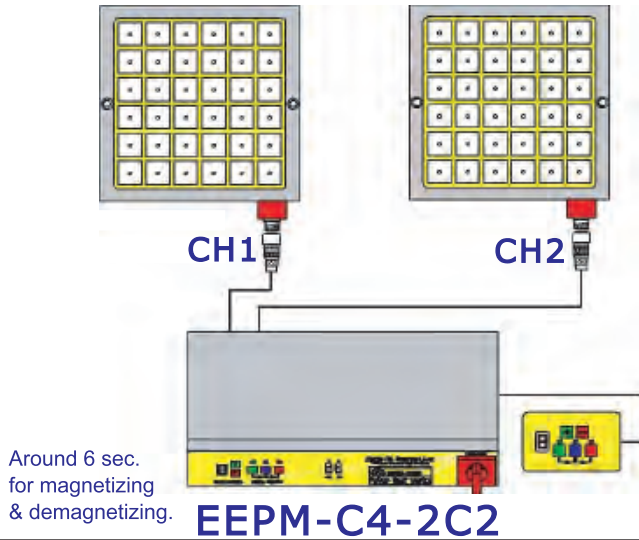 CH1
CH2
Around 6 sec.
for magnetizing
& demagnetizing.
EEPM-C4-2C2